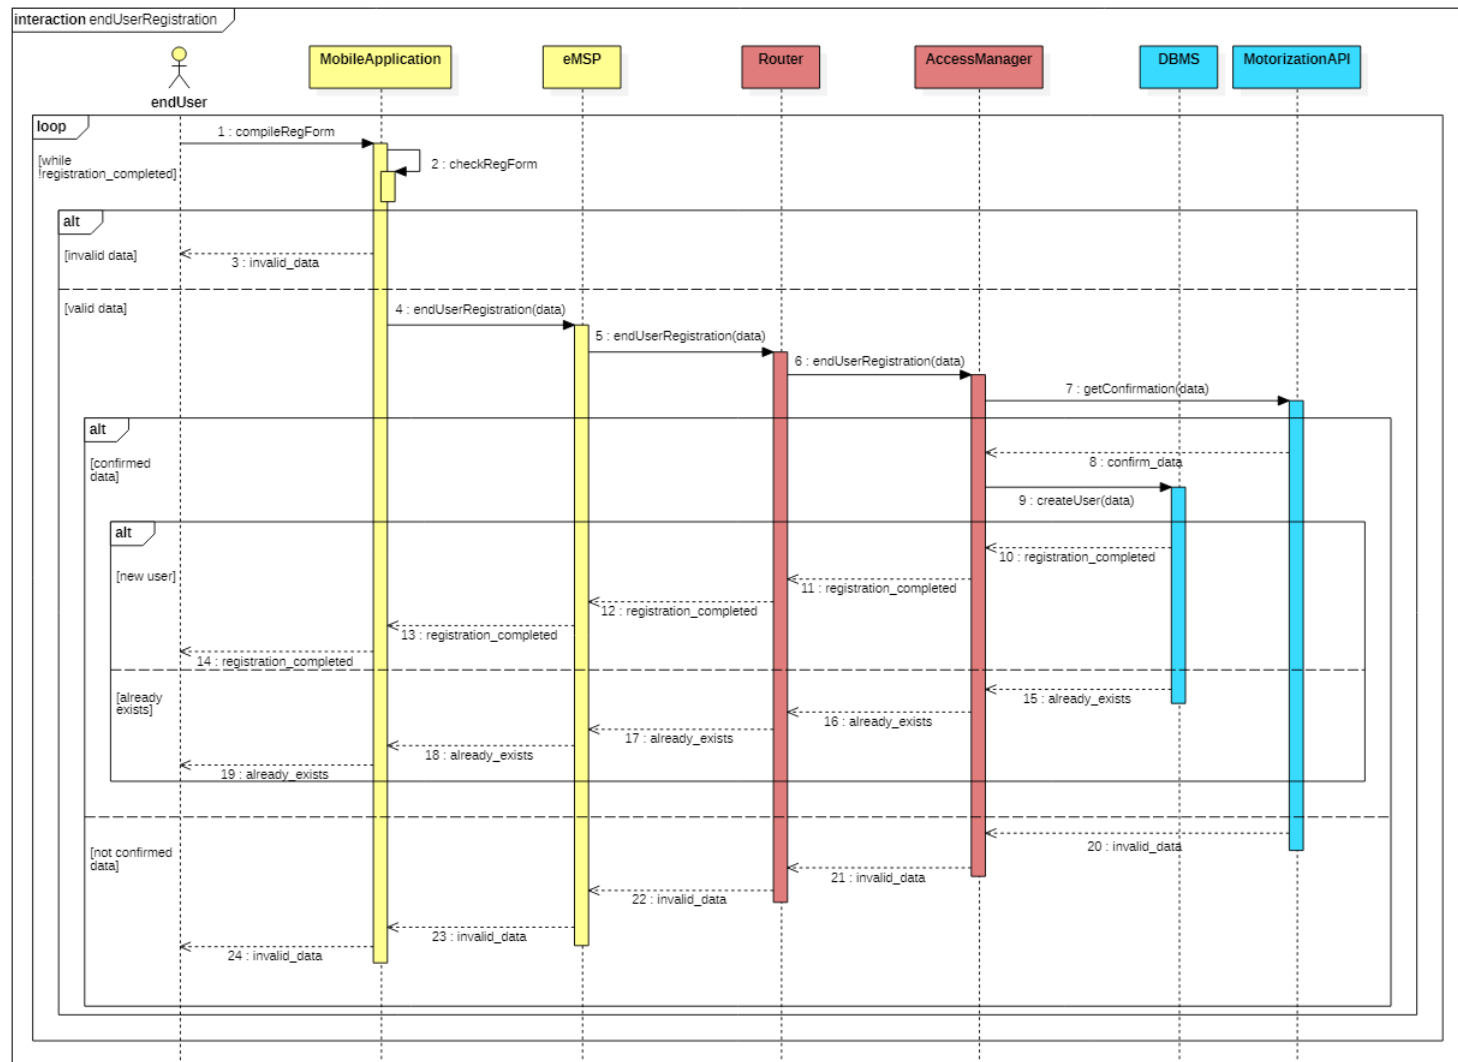 interaction endUserRegistration
endUser
MobileApplication
eMSP
Router
AccessManager
DBMS
MotorizationAPI
loop
[while
!registration_completed]
1 : compileRegForm
2 : checkRegForm
alt
[invalid data]
3 : invalid_data
[valid data]
4 : endUserRegistration(data)
5 : endUserRegistration(data)
6 : endUserRegistration(data)
7 : getConfirmation(data)
alt
[confirmed
data]
8 : confirm_data
9 : createUser(data)
alt
[new user]
10 : registration_completed
11 : registration_completed
12 : registration_completed
13 : registration_completed
14 : registration_completed
[already
exists]
15 : already_exists
16 : already_exists
17 : already_exists
18 : already_exists
19 : already_exists
[not confirmed
data]
20 : invalid_data
21 : invalid_data
22 : invalid_data
23 : invalid_data
24 : invalid_data